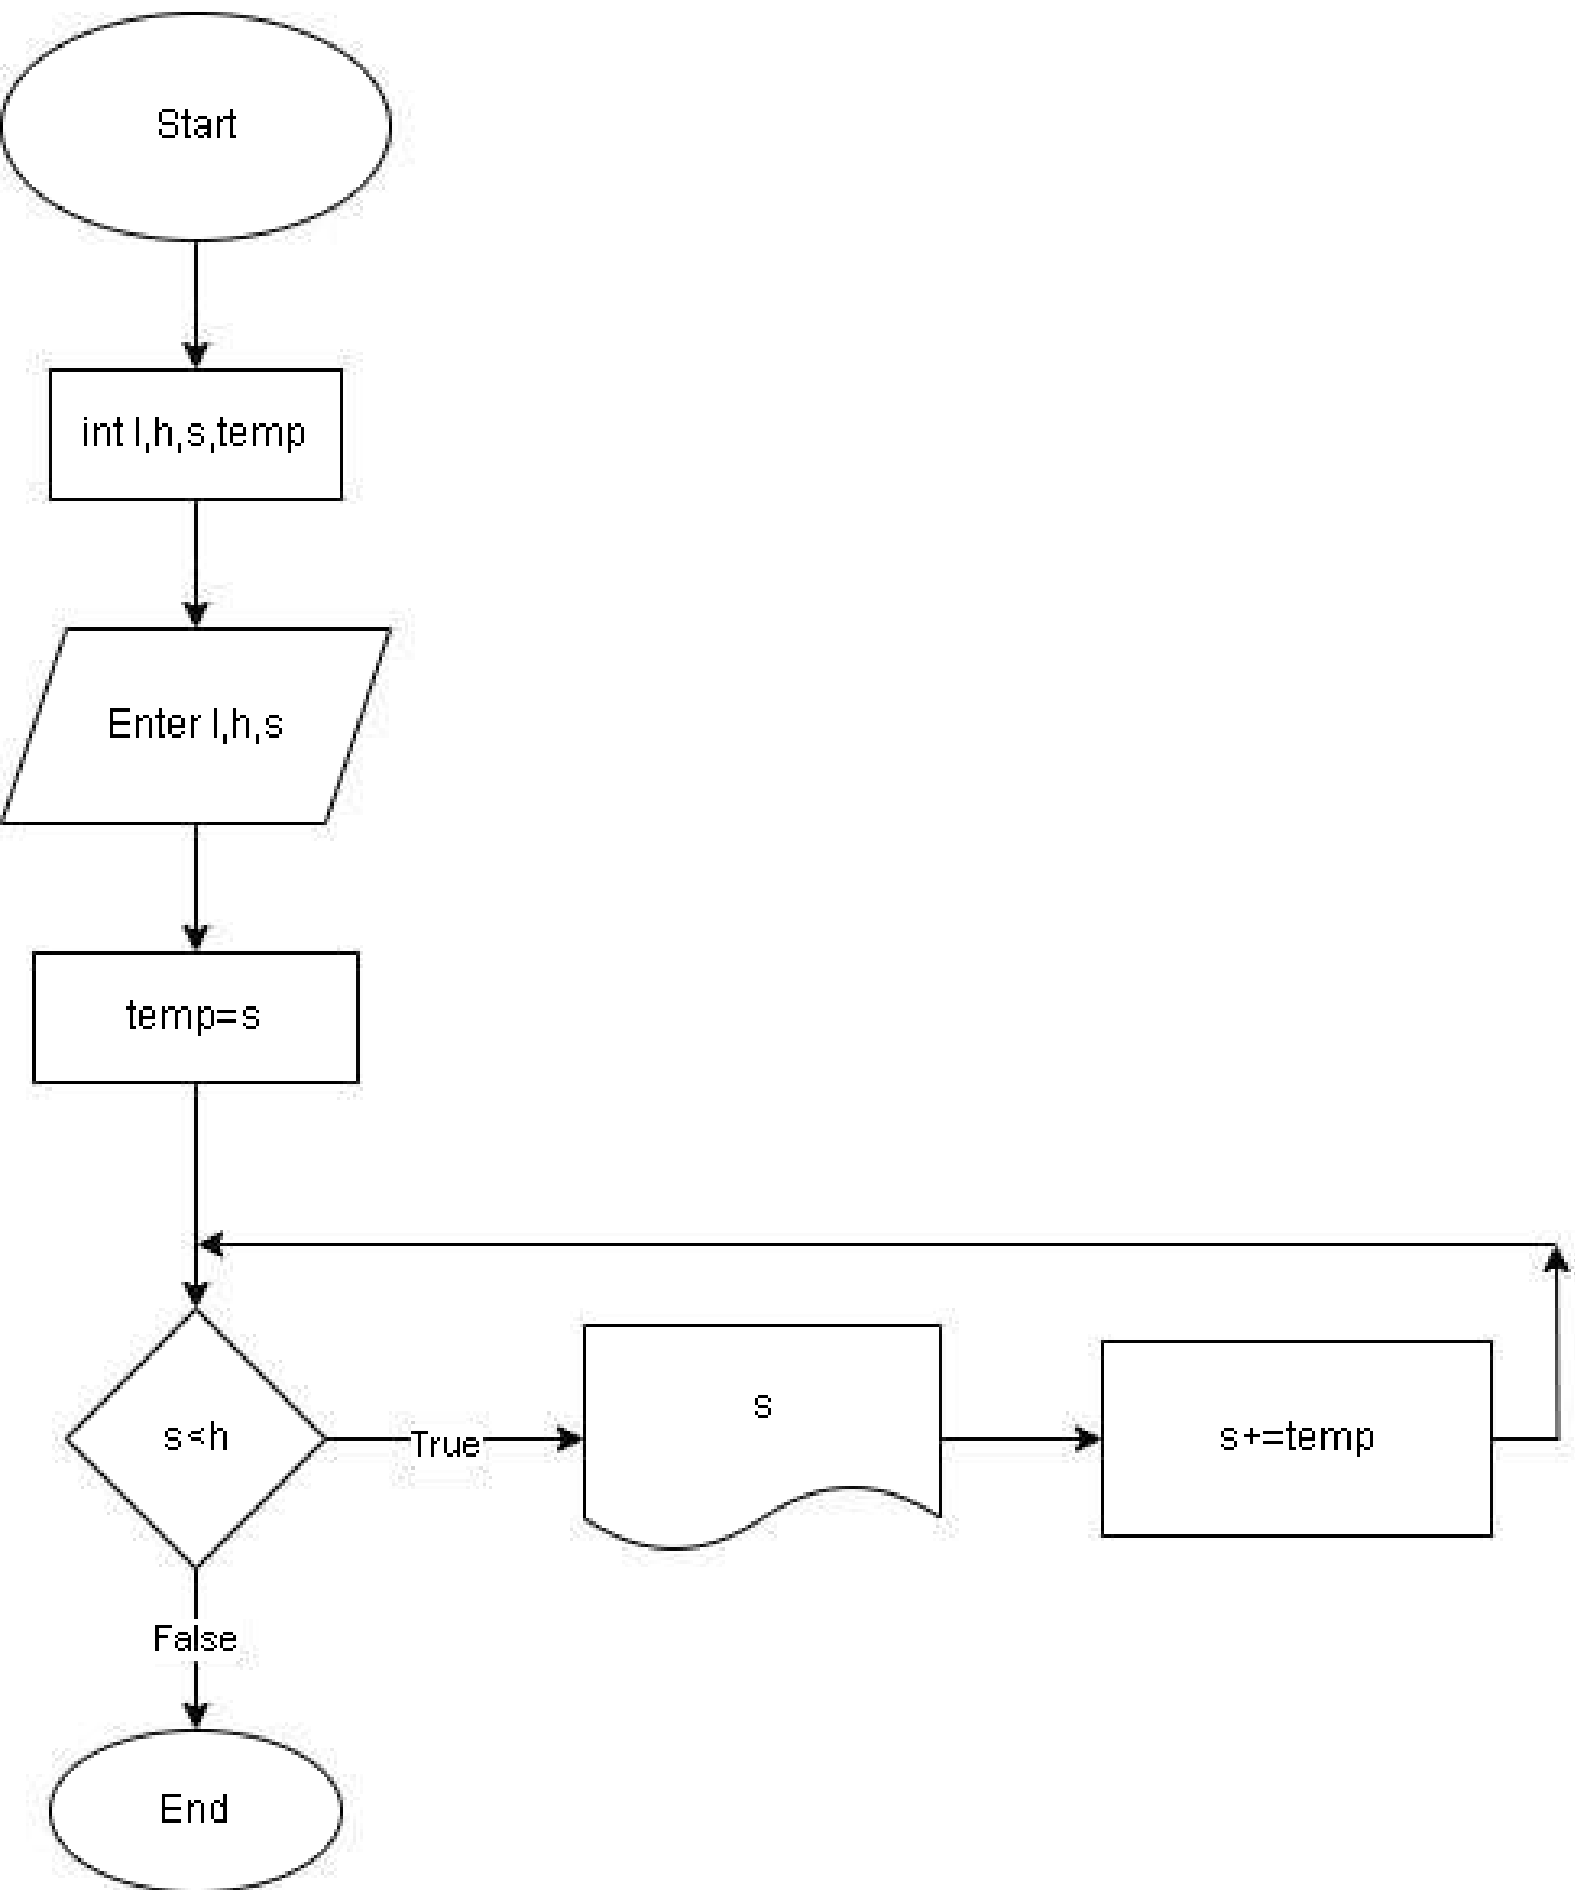 Start
int l,h,s,temp
Enter l,h,s
temp=s
s<h
True
s
s+=temp
False
End